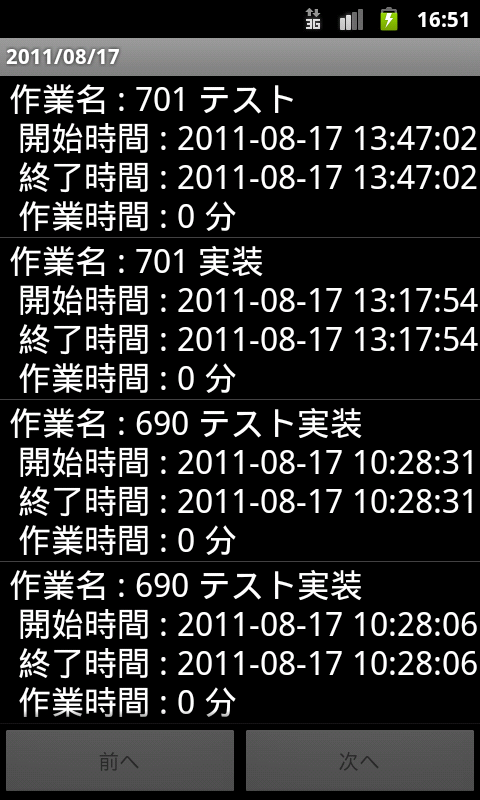 3G 16:51
2011/08/17
作業名 : 701 テスト
開始時間 : 2011-08-17 13:47:02
終了時間 : 2011-08-17 13:47:02
作業時間 : 0 分
作業名 : 701 実装
開始時間 : 2011-08-17 13:17:54
終了時間 : 2011-08-17 13:17:54
作業時間 : 0 分
作業名 : 690 テスト実装
開始時間 : 2011-08-17 10:28:31
終了時間 : 2011-08-17 10:28:31
作業時間 : 0 分
作業名 : 690 テスト実装
開始時間 : 2011-08-17 10:28:06
終了時間 : 2011-08-17 10:28:06
作業時間 : 0 分
前へ 次へ